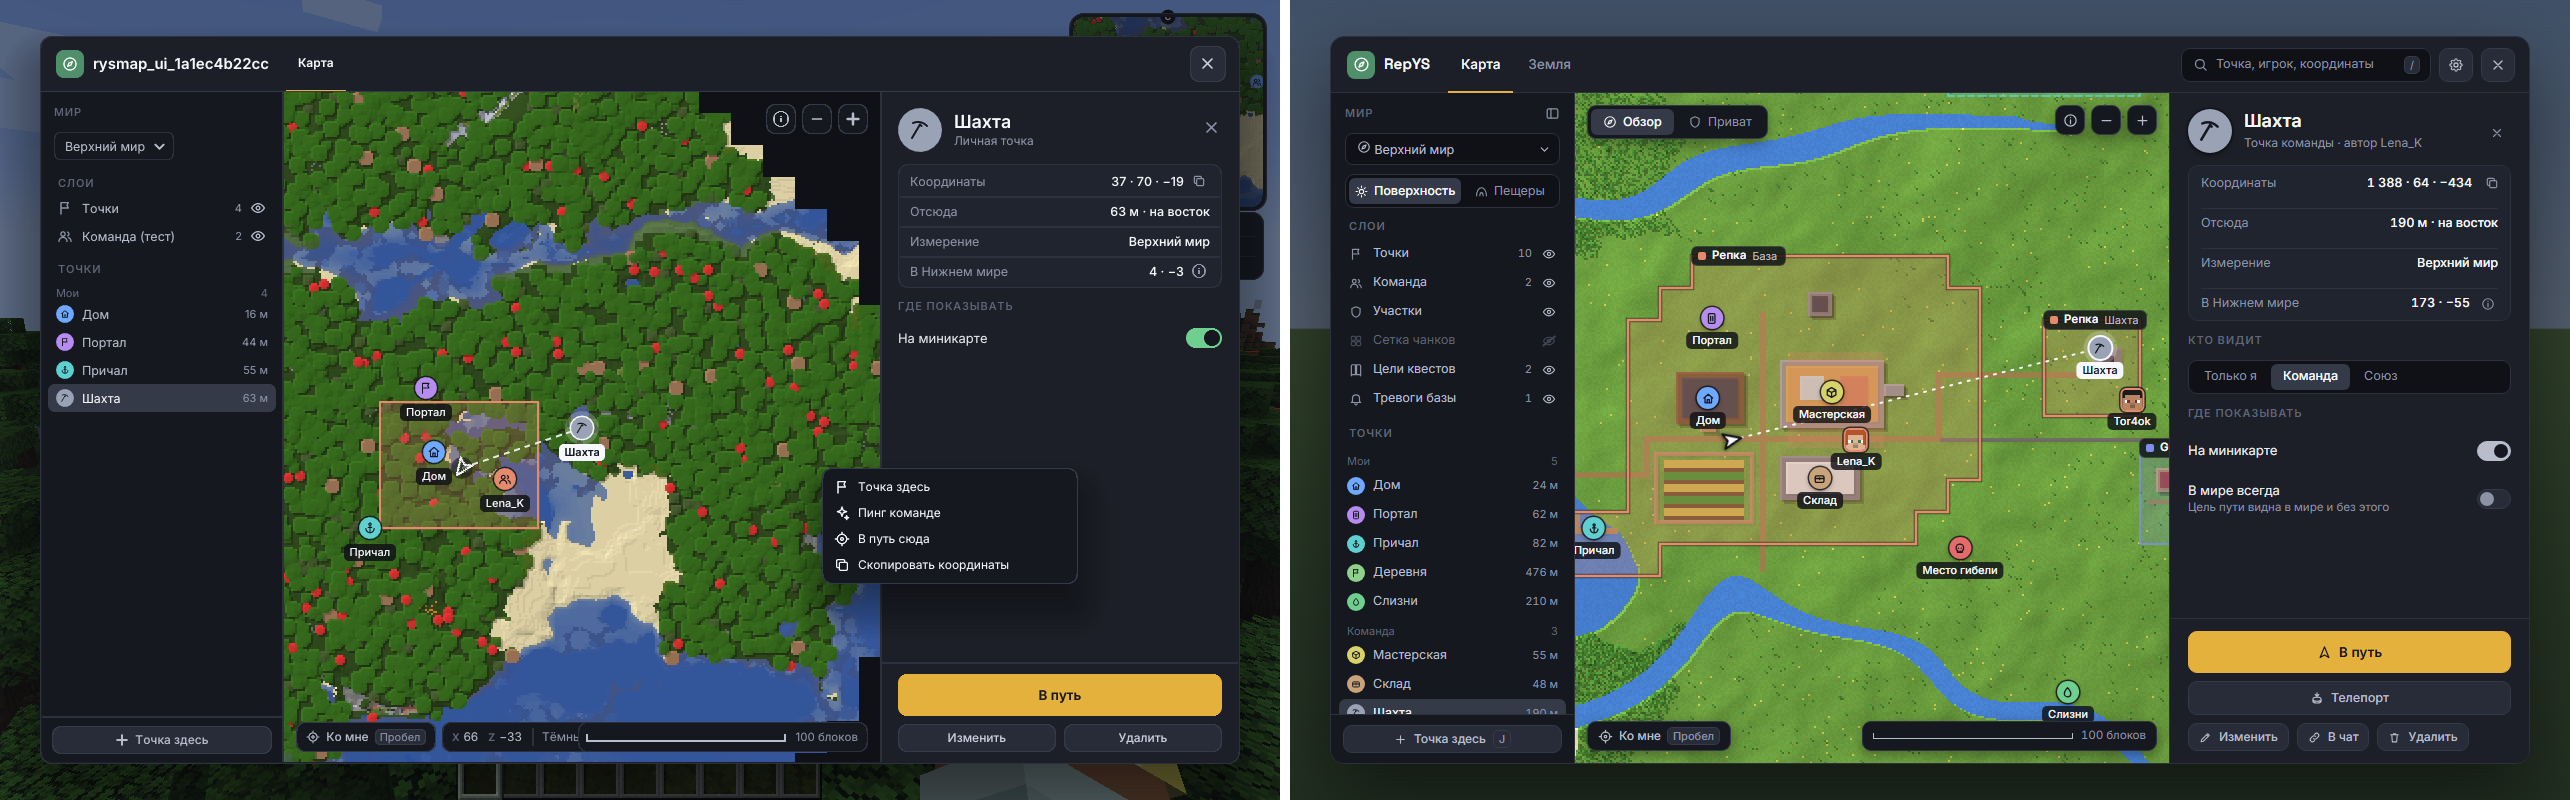 rysmap_ui_1a1ec4b22cc
Карта
МИР
Верхний мир
СЛОИ
Точки 4
Команда (тест) 2
ТОЧКИ
Мои 4
Дом 16 м
Портал 44 м
Причал 55 м
Шахта 63 м
Точка здесь
Портал
Дом
Шахта
Lena_K
Причал
Точка здесь
Пинг команде
В путь сюда
Скопировать координаты
Ко мне Пробел
X 66 Z −33 Тёмн
100 блоков
Шахта
Личная точка
Координаты 37 · 70 · −19
Отсюда 63 м · на восток
Измерение Верхний мир
В Нижнем мире 4 · −3
ГДЕ ПОКАЗЫВАТЬ
На миникарте
В путь
Изменить Удалить
RepYS
Карта Земля
Точка, игрок, координаты /
МИР
Верхний мир
Поверхность Пещеры
СЛОИ
Точки 10
Команда 2
Участки
Сетка чанков
Цели квестов 2
Тревоги базы 1
ТОЧКИ
Мои 5
Дом 24 м
Портал 62 м
Причал 82 м
Деревня 476 м
Слизни 210 м
Команда 3
Мастерская 55 м
Склад 48 м
Шахта 190 м
Точка здесь J
Обзор Приват
Репка База
Портал
Репка Шахта
Шахта
Дом
Мастерская
Tor4ok
Lena_K
G
Склад
Причал
Место гибели
Слизни
Ко мне Пробел
100 блоков
Шахта
Точка команды · автор Lena_K
Координаты 1 388 · 64 · −434
Отсюда 190 м · на восток
Измерение Верхний мир
В Нижнем мире 173 · −55
КТО ВИДИТ
Только я Команда Союз
ГДЕ ПОКАЗЫВАТЬ
На миникарте
В мире всегда
Цель пути видна в мире и без этого
В путь
Телепорт
Изменить В чат Удалить